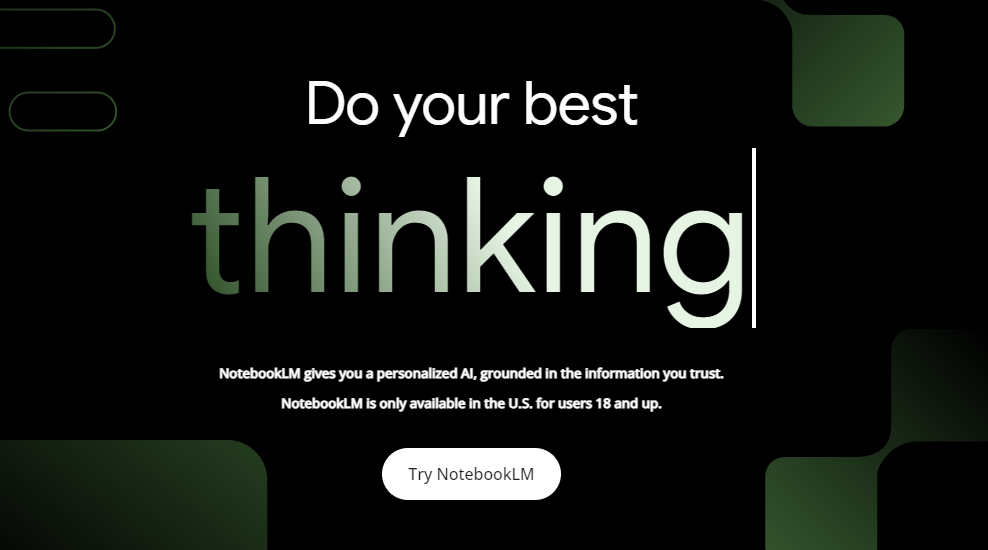 Do your best
thinking
NotebookLM gives you a personalized AI, grounded in the information you trust.
NotebookLM is only available in the U.S. for users 18 and up.
Try NotebookLM